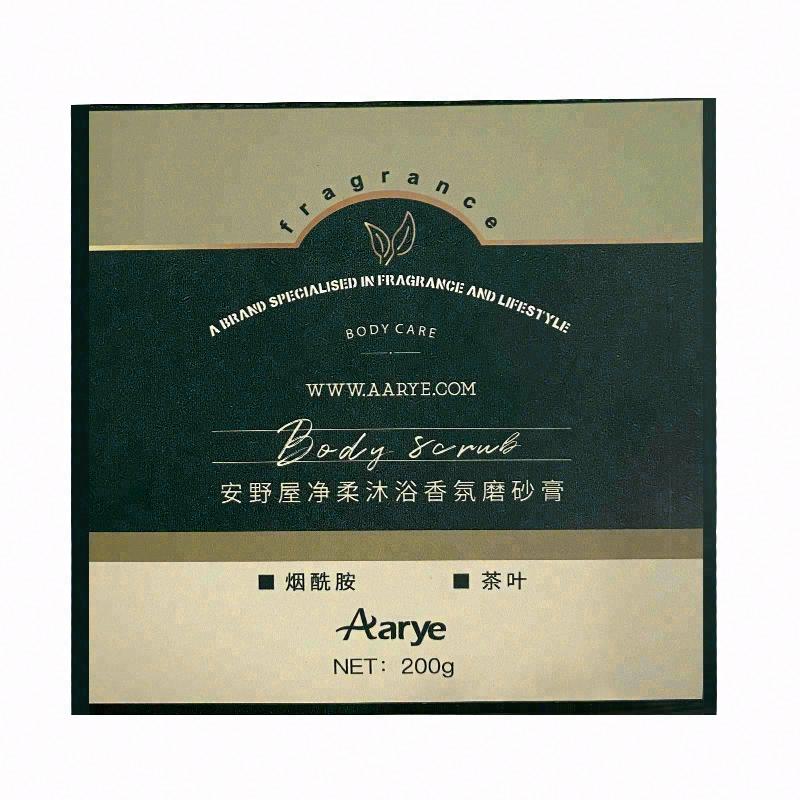 fragrance
A BRAND SPECIALISED IN FRAGRANCE AND LIFESTYLE
BODY CARE
WWW.AARYE.COM
Body scrub
安野屋净柔沐浴香氛磨砂膏
■ 烟酰胺 ■ 茶叶
Aarye
NET：200g